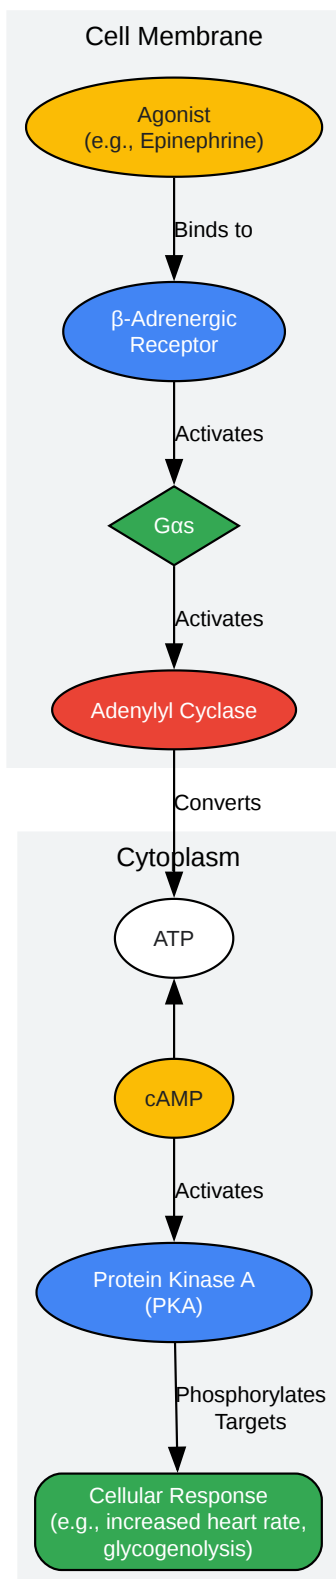 Cell Membrane
Agonist
(e.g., Epinephrine)
Binds to
β-Adrenergic
Receptor
Activates
Gαs
Activates
Adenylyl Cyclase
Converts
Cytoplasm
ATP
cAMP
Activates
Protein Kinase A
(PKA)
Phosphorylates
Targets
Cellular Response
(e.g., increased heart rate,
glycogenolysis)